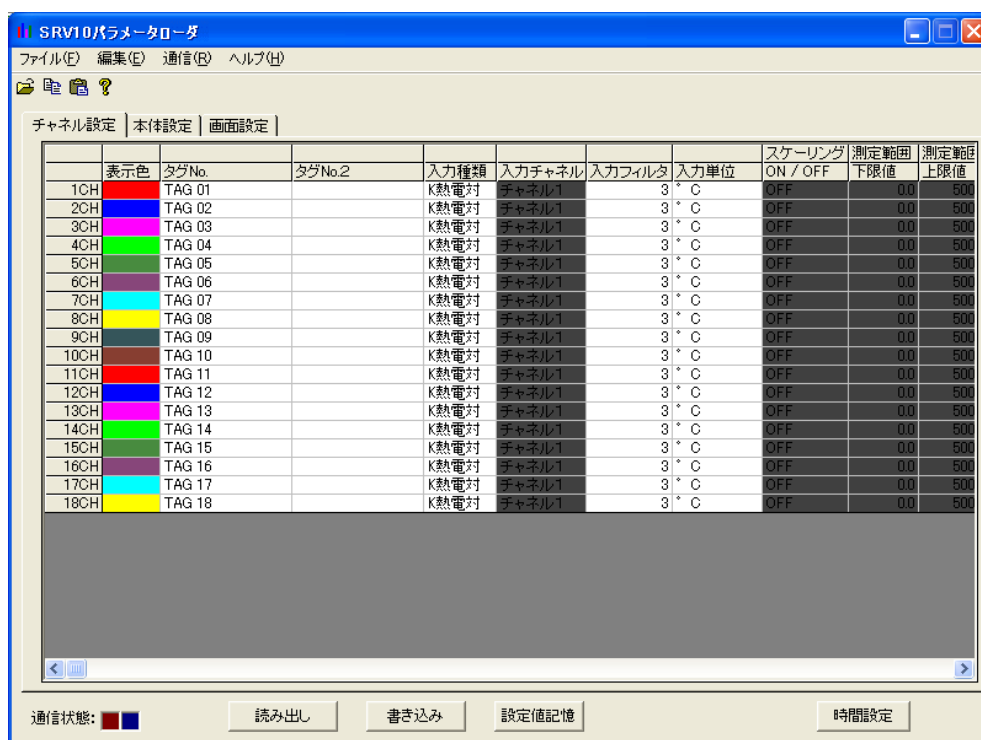 SRV10パラメータローダ
ファイル(F) 編集(E) 通信(R) ヘルプ(H)
チャネル設定 本体設定 画面設定
スケーリング 測定範囲 測定範囲
表示色 タグNo. タグNo.2 入力種類 入力チャネル 入力フィルタ 入力単位 ON / OFF 下限値 上限値
1CH TAG 01 K熱電対 チャネル1 3 ° C OFF 0.0 500
2CH TAG 02 K熱電対 チャネル1 3 ° C OFF 0.0 500
3CH TAG 03 K熱電対 チャネル1 3 ° C OFF 0.0 500
4CH TAG 04 K熱電対 チャネル1 3 ° C OFF 0.0 500
5CH TAG 05 K熱電対 チャネル1 3 ° C OFF 0.0 500
6CH TAG 06 K熱電対 チャネル1 3 ° C OFF 0.0 500
7CH TAG 07 K熱電対 チャネル1 3 ° C OFF 0.0 500
8CH TAG 08 K熱電対 チャネル1 3 ° C OFF 0.0 500
9CH TAG 09 K熱電対 チャネル1 3 ° C OFF 0.0 500
10CH TAG 10 K熱電対 チャネル1 3 ° C OFF 0.0 500
11CH TAG 11 K熱電対 チャネル1 3 ° C OFF 0.0 500
12CH TAG 12 K熱電対 チャネル1 3 ° C OFF 0.0 500
13CH TAG 13 K熱電対 チャネル1 3 ° C OFF 0.0 500
14CH TAG 14 K熱電対 チャネル1 3 ° C OFF 0.0 500
15CH TAG 15 K熱電対 チャネル1 3 ° C OFF 0.0 500
16CH TAG 16 K熱電対 チャネル1 3 ° C OFF 0.0 500
17CH TAG 17 K熱電対 チャネル1 3 ° C OFF 0.0 500
18CH TAG 18 K熱電対 チャネル1 3 ° C OFF 0.0 500
通信状態: 読み出し 書き込み 設定値記憶 時間設定